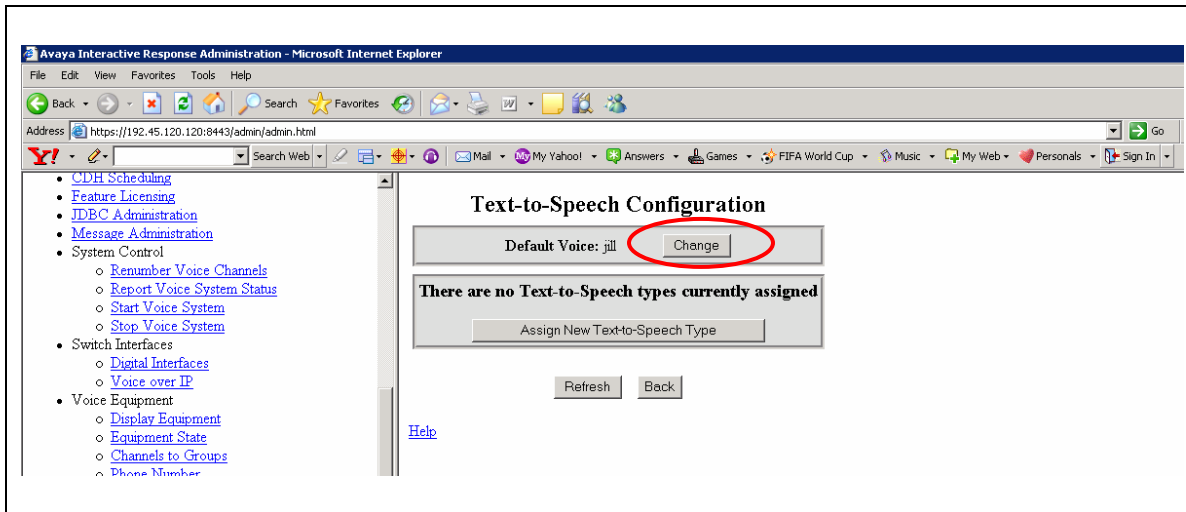 Avaya Interactive Response Administration - Microsoft Internet Explorer
File Edit View Favorites Tools Help
Back Search Favorites
Address https://192.45.120.120:8443/admin/admin.html Go
Y! Search Web Mail My Yahoo! Answers Games FIFA World Cup Music My Web Personals Sign In
CDH Scheduling
Feature Licensing
JDBC Administration
Message Administration
System Control
Renumber Voice Channels
Report Voice System Status
Start Voice System
Stop Voice System
Switch Interfaces
Digital Interfaces
Voice over IP
Voice Equipment
Display Equipment
Equipment State
Channels to Groups
Phone Number
Text-to-Speech Configuration
Default Voice: jill Change
There are no Text-to-Speech types currently assigned
Assign New Text-to-Speech Type
Refresh Back
Help